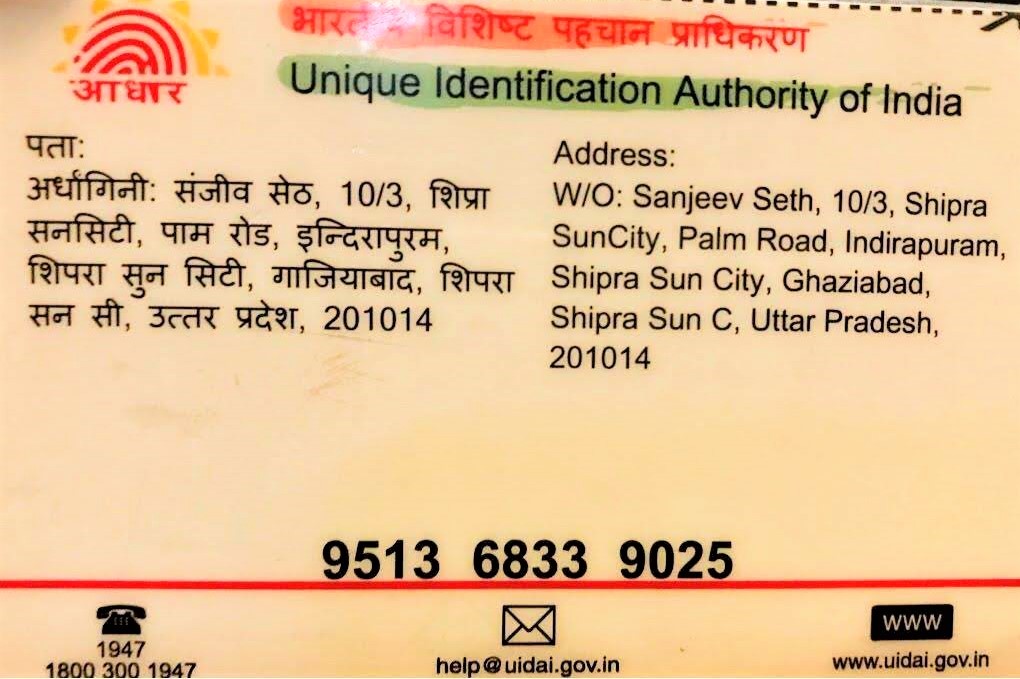 भारतीय विशिष्ट पहचान प्राधिकरण
आधार
Unique Identification Authority of India
पता:
अर्धांगिनी: संजीव सेठ, 10/3, शिप्रा
सनसिटी, पाम रोड, इन्दिरापुरम,
शिपरा सुन सिटी, गाजियाबाद, शिपरा
सन सी, उत्तर प्रदेश, 201014
Address:
W/O: Sanjeev Seth, 10/3, Shipra
SunCity, Palm Road, Indirapuram,
Shipra Sun City, Ghaziabad,
Shipra Sun C, Uttar Pradesh,
201014
9513 6833 9025
1947
1800 300 1947
help@uidai.gov.in
WWW
www.uidai.gov.in